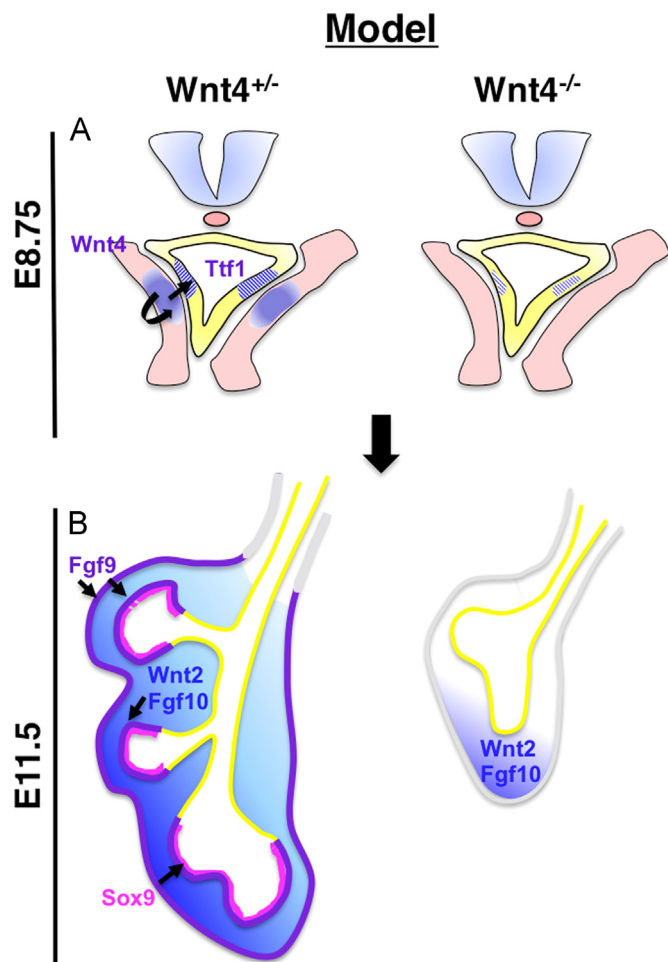 Model
Wnt4+/-
Wnt4-/-
A
E8.75
Wnt4
Ttf1
B
E11.5
Fgf9
Wnt2
Fgf10
Wnt2
Fgf10
Sox9